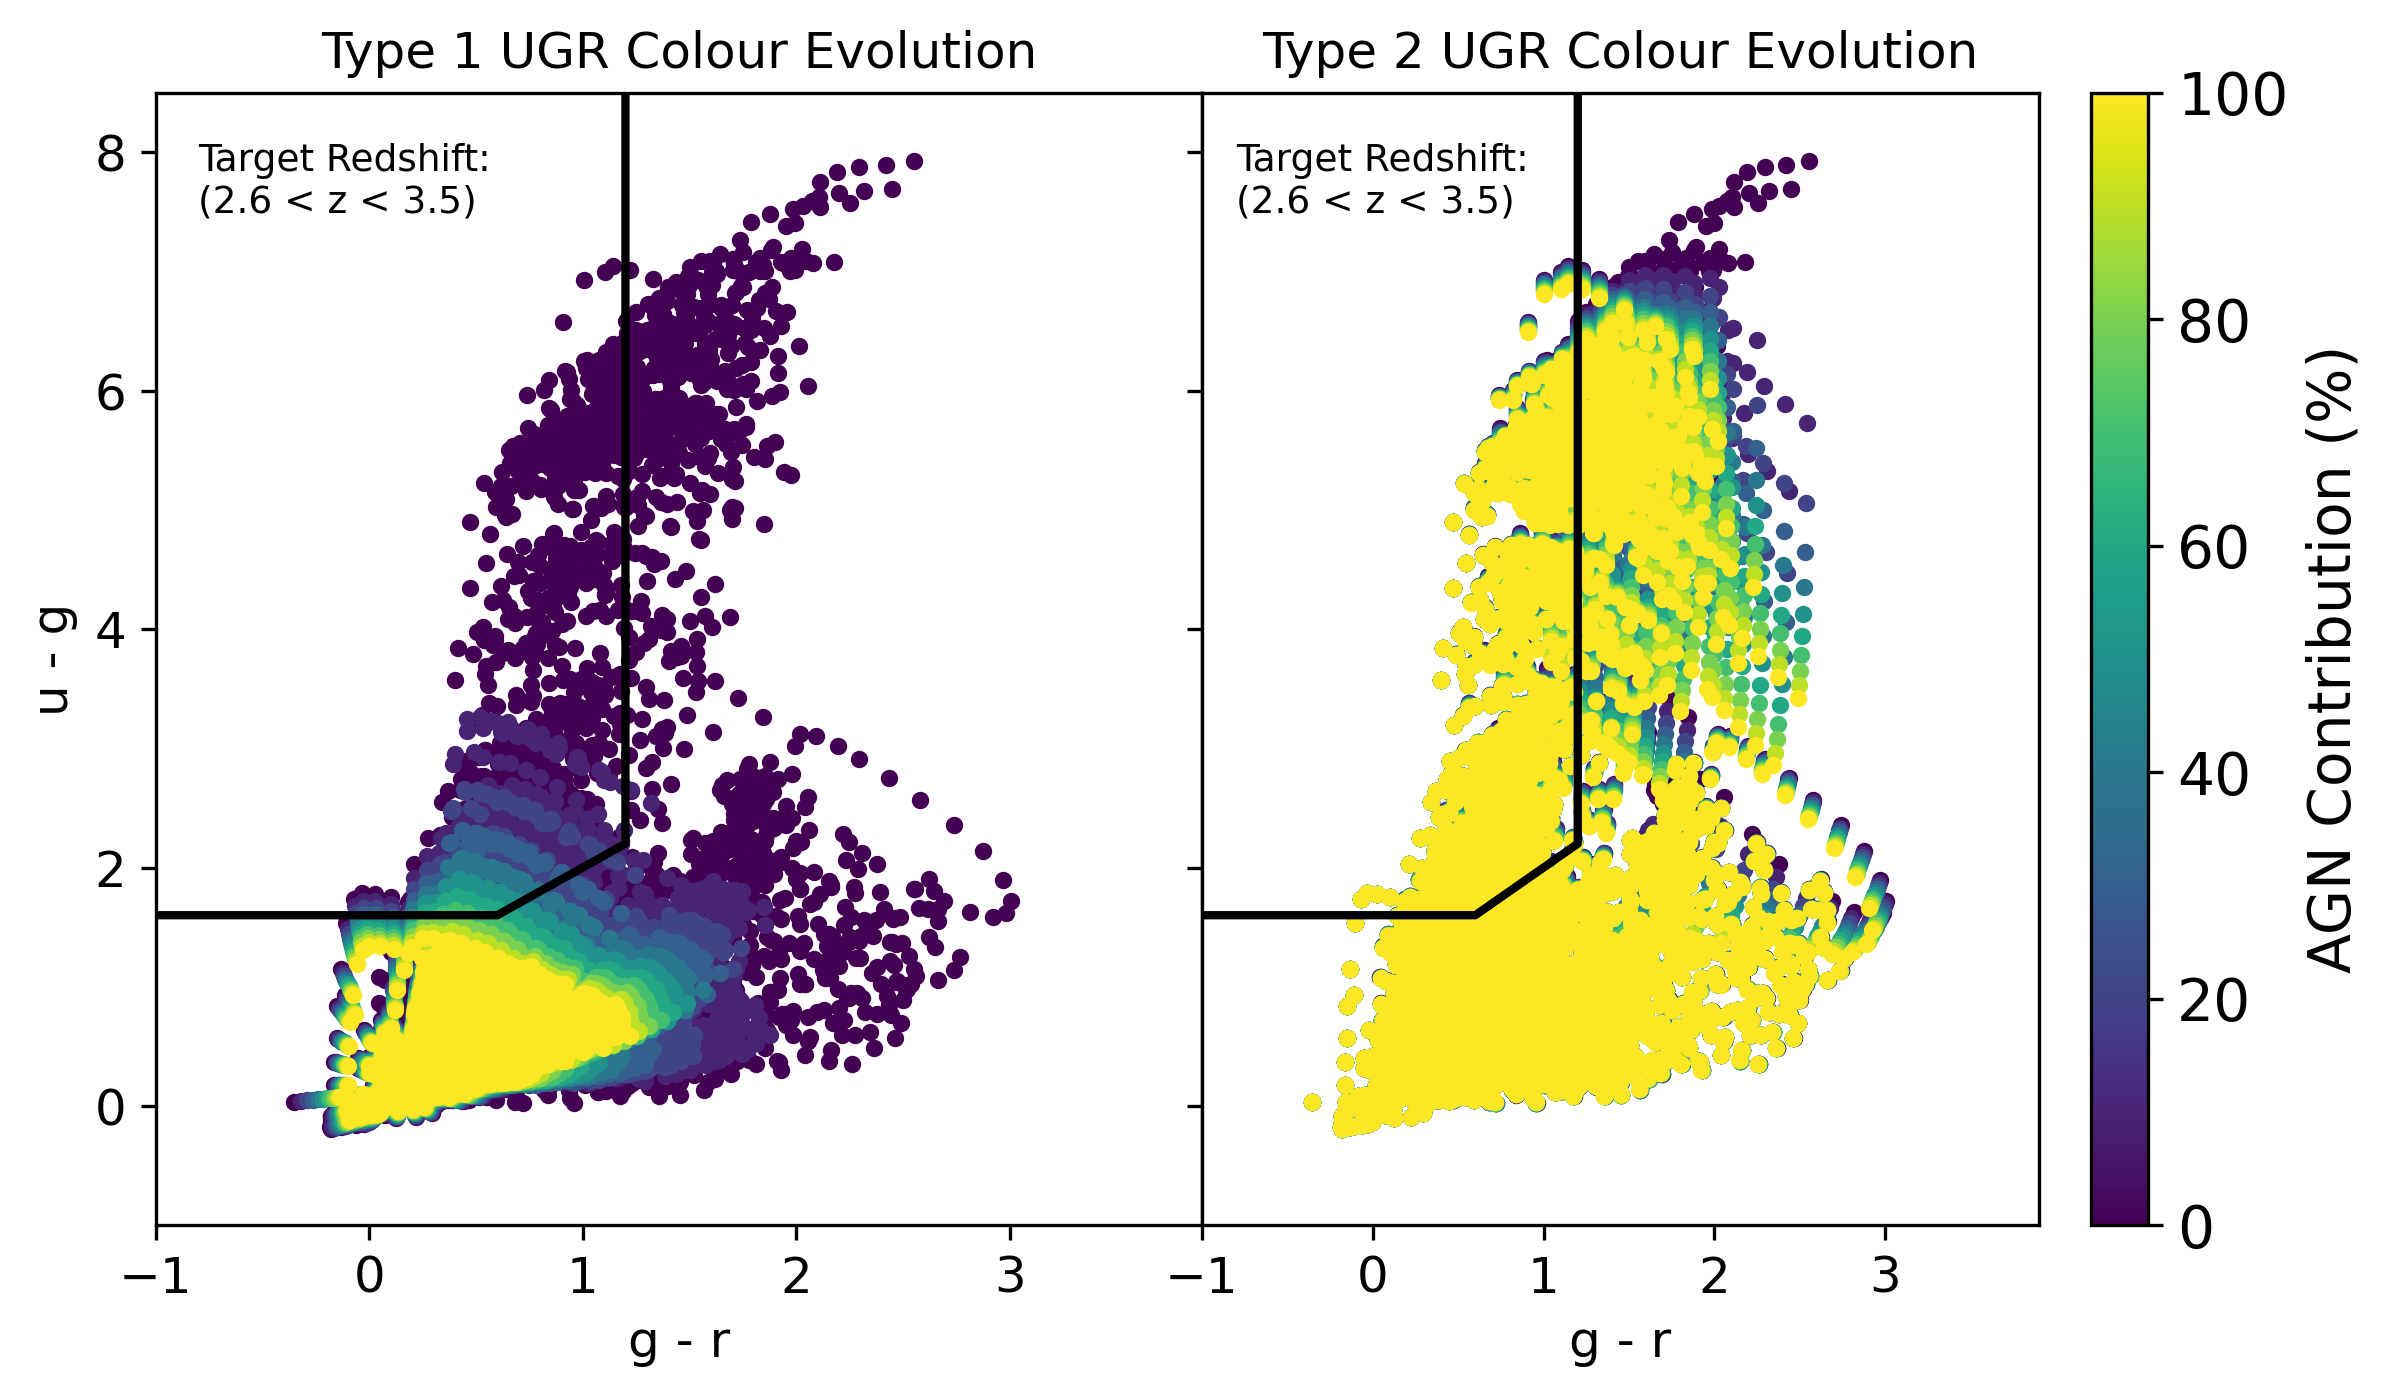 Type 1 UGR Colour Evolution
Type 2 UGR Colour Evolution
Target Redshift:
(2.6 < z < 3.5)
Target Redshift:
(2.6 < z < 3.5)
8
6
4
2
0
u - g
−1
0
1
2
3
g - r
−1
0
1
2
3
g - r
100
80
60
40
20
0
AGN Contribution (%)